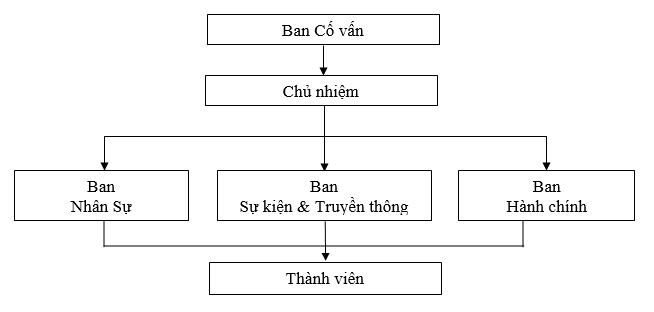 Ban Cố vấn
Chủ nhiệm
Ban
Nhân Sự
Ban
Sự kiện & Truyền thông
Ban
Hành chính
Thành viên